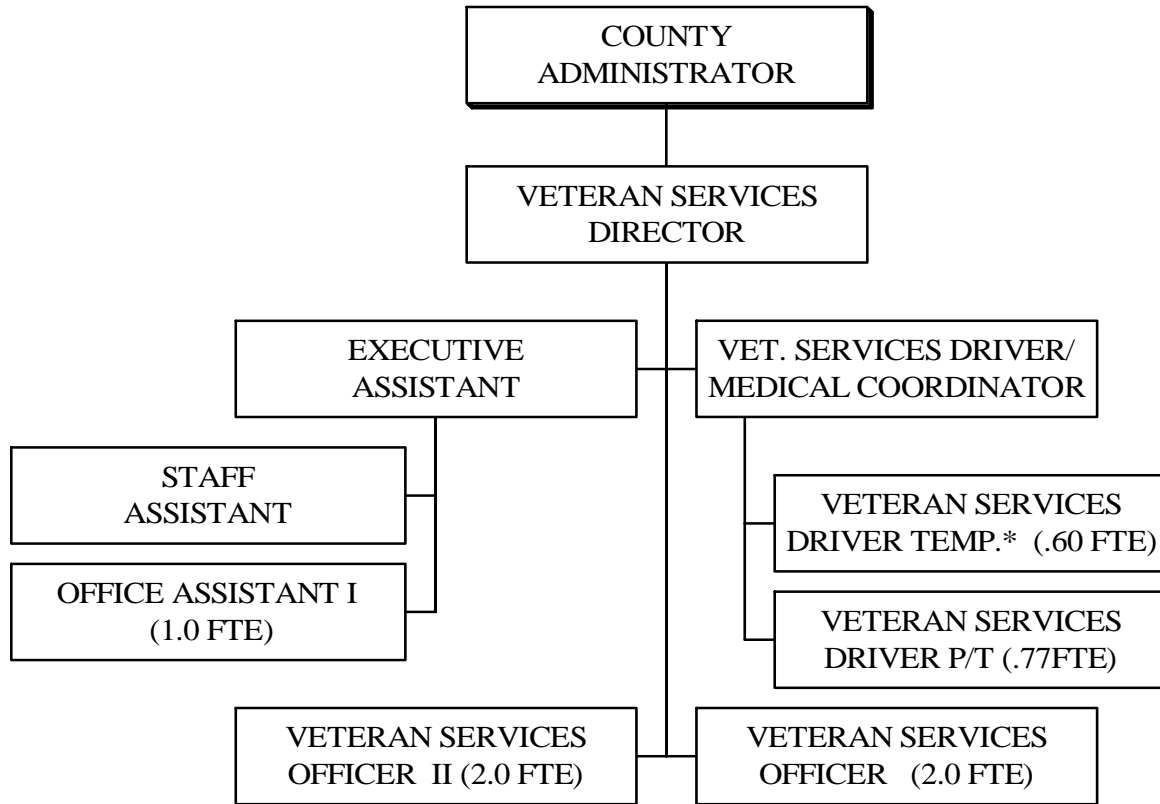 COUNTY
ADMINISTRATOR
VETERAN SERVICES
DIRECTOR
EXECUTIVE
ASSISTANT
VET. SERVICES DRIVER/
MEDICAL COORDINATOR
STAFF
ASSISTANT
VETERAN SERVICES
DRIVER TEMP.* (.60 FTE)
OFFICE ASSISTANT I
(1.0 FTE)
VETERAN SERVICES
DRIVER P/T (.77FTE)
VETERAN SERVICES
OFFICER II (2.0 FTE)
VETERAN SERVICES
OFFICER (2.0 FTE)